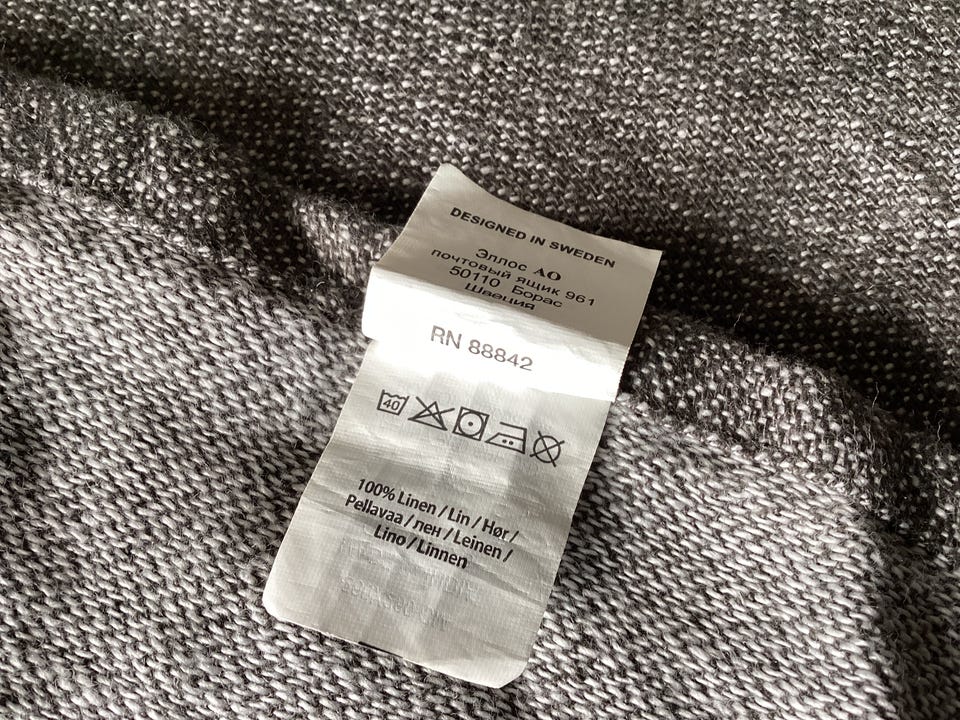 DESIGNED IN SWEDEN
Эллос АО
почтовый ящик 961
50110 Борас
Швеция
RN 88842
40
100% Linen / Lin / Hør /
Pellavaa / лен / Leinen /
Lino / Linnen